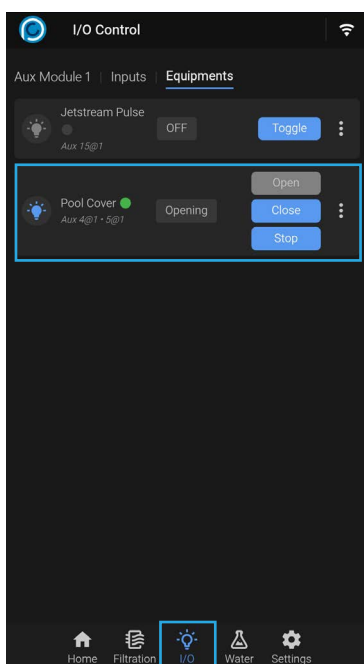 I/O Control
Aux Module 1 | Inputs | Equipments
Jetstream Pulse
OFF
Toggle
Aux 15@1
Open
Pool Cover
Aux 4@1 • 5@1
Opening
Close
Stop
Home Filtration I/O Water Settings